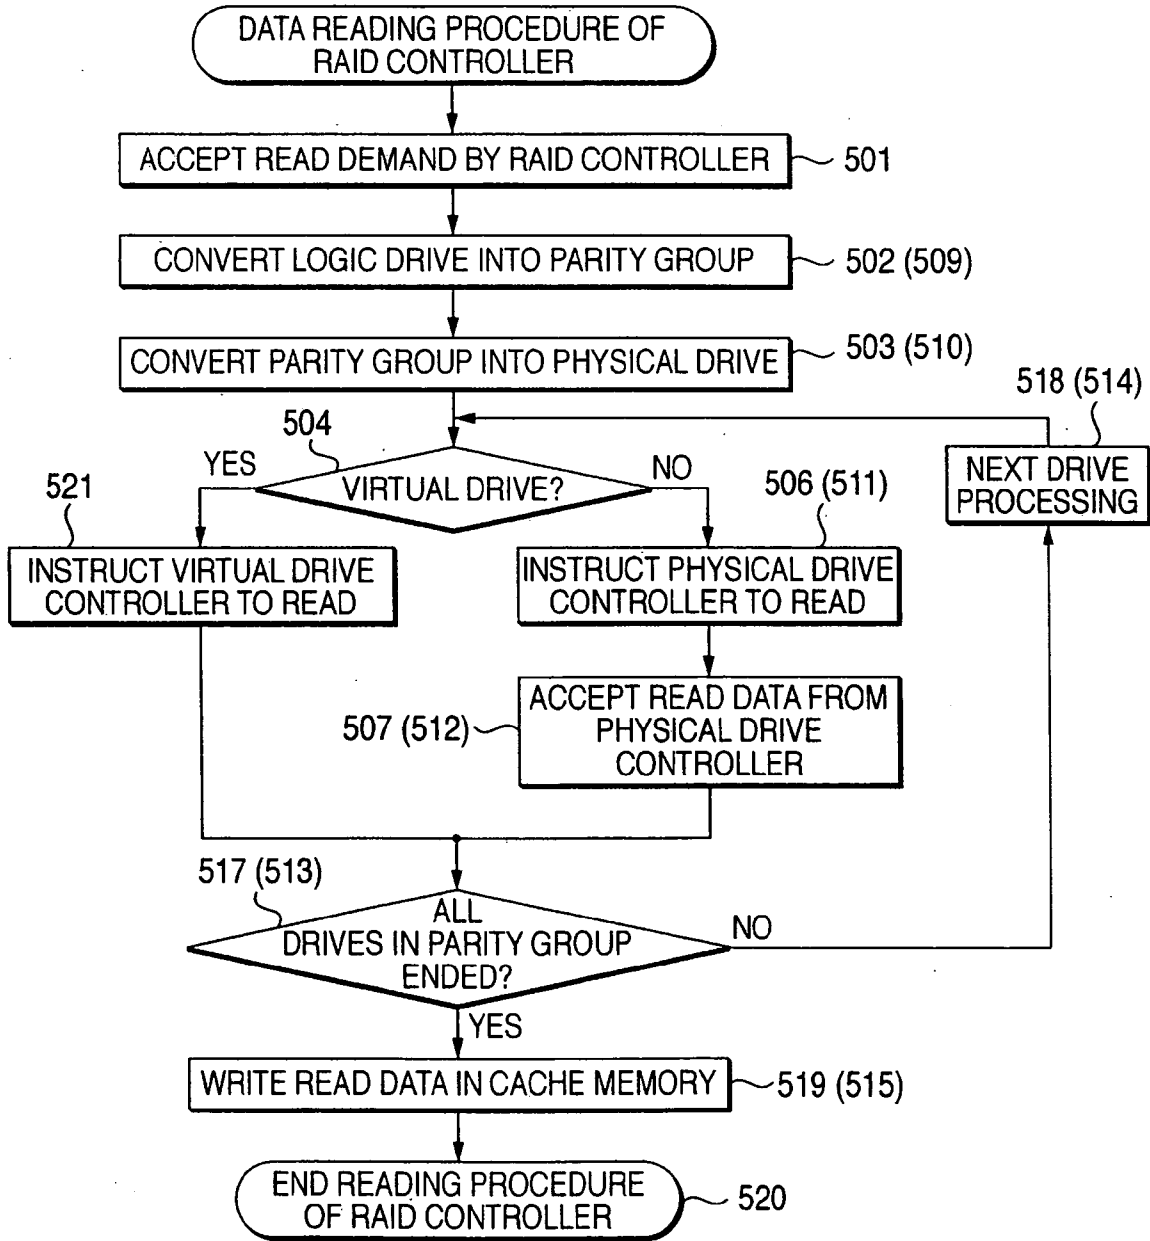 DATA READING PROCEDURE OF
RAID CONTROLLER
ACCEPT READ DEMAND BY RAID CONTROLLER
501
CONVERT LOGIC DRIVE INTO PARITY GROUP
502 (509)
CONVERT PARITY GROUP INTO PHYSICAL DRIVE
503 (510)
518 (514)
NEXT DRIVE
PROCESSING
504
YES
VIRTUAL DRIVE?
NO
521
INSTRUCT VIRTUAL DRIVE
CONTROLLER TO READ
506 (511)
INSTRUCT PHYSICAL DRIVE
CONTROLLER TO READ
507 (512)
ACCEPT READ DATA FROM
PHYSICAL DRIVE
CONTROLLER
517 (513)
ALL
DRIVES IN PARITY GROUP
ENDED?
NO
YES
WRITE READ DATA IN CACHE MEMORY
519 (515)
END READING PROCEDURE
OF RAID CONTROLLER
520